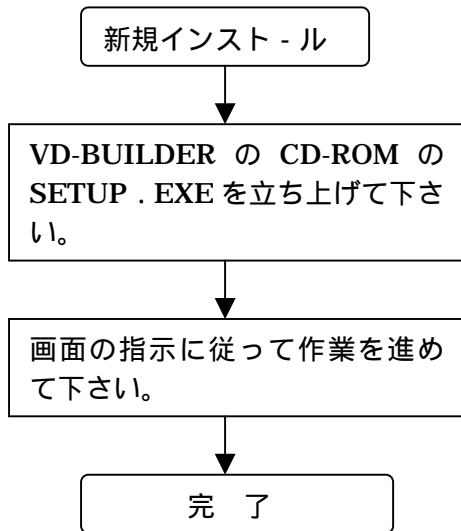 新規インスト - ル
VD-BUILDER の CD-ROM の
SETUP . EXE を立ち上げて下さ
い。
画面の指示に従って作業を進め
て下さい。
完　了